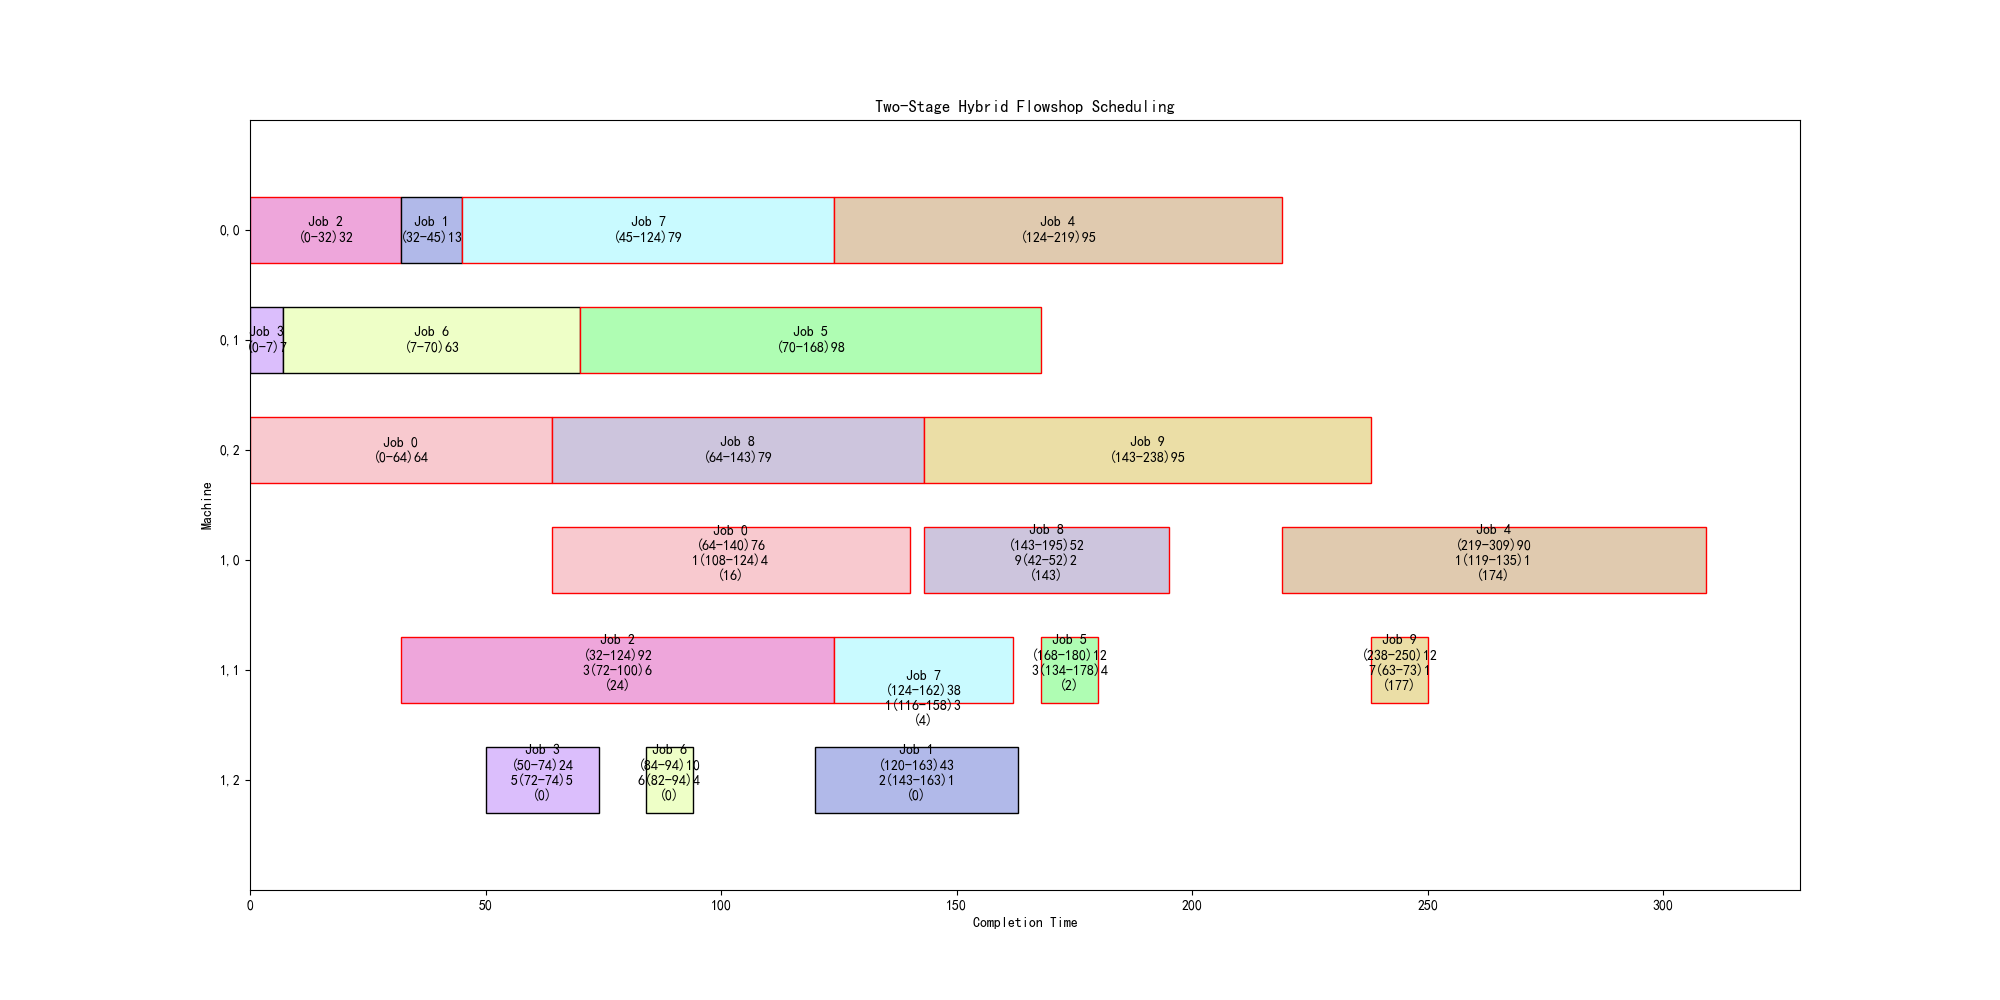 Two-Stage Hybrid Flowshop Scheduling
0,0
Job 2
(0-32)32
Job 1
(32-45)13
Job 7
(45-124)79
Job 4
(124-219)95
0,1
Job 3
(0-7)7
Job 6
(7-70)63
Job 5
(70-168)98
0,2
Job 0
(0-64)64
Job 8
(64-143)79
Job 9
(143-238)95
Machine
1,0
Job 0
(64-140)76
1(108-124)4
(16)
Job 8
(143-195)52
9(42-52)2
(143)
Job 4
(219-309)90
1(119-135)1
(174)
1,1
Job 2
(32-124)92
3(72-100)6
(24)
Job 7
(124-162)38
1(116-158)3
(4)
Job 5
(168-180)12
3(134-178)4
(2)
Job 9
(238-250)12
7(63-73)1
(177)
1,2
Job 3
(50-74)24
5(72-74)5
(0)
Job 6
(84-94)10
6(82-94)4
(0)
Job 1
(120-163)43
2(143-163)1
(0)
0
50
100
150
200
250
300
Completion Time